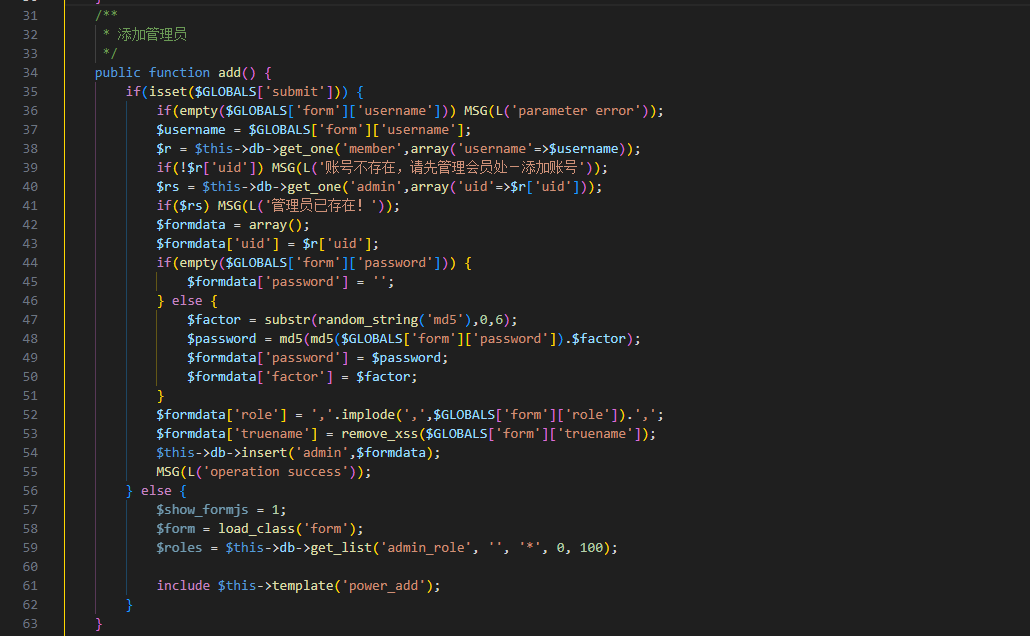 31 /**
32 * 添加管理员
33 */
34 public function add() {
35 if(isset($GLOBALS['submit'])) {
36 if(empty($GLOBALS['form']['username'])) MSG(L('parameter error'));
37 $username = $GLOBALS['form']['username'];
38 $r = $this->db->get_one('member',array('username'=>$username));
39 if(!$r['uid']) MSG(L('账号不存在，请先管理会员处－添加账号'));
40 $rs = $this->db->get_one('admin',array('uid'=>$r['uid']));
41 if($rs) MSG(L('管理员已存在！'));
42 $formdata = array();
43 $formdata['uid'] = $r['uid'];
44 if(empty($GLOBALS['form']['password'])) {
45 $formdata['password'] = '';
46 } else {
47 $factor = substr(random_string('md5'),0,6);
48 $password = md5(md5($GLOBALS['form']['password']).$factor);
49 $formdata['password'] = $password;
50 $formdata['factor'] = $factor;
51 }
52 $formdata['role'] = ','.implode(',',$GLOBALS['form']['role']).',';
53 $formdata['truename'] = remove_xss($GLOBALS['form']['truename']);
54 $this->db->insert('admin',$formdata);
55 MSG(L('operation success'));
56 } else {
57 $show_formjs = 1;
58 $form = load_class('form');
59 $roles = $this->db->get_list('admin_role', '', '*', 0, 100);
60
61 include $this->template('power_add');
62 }
63 }